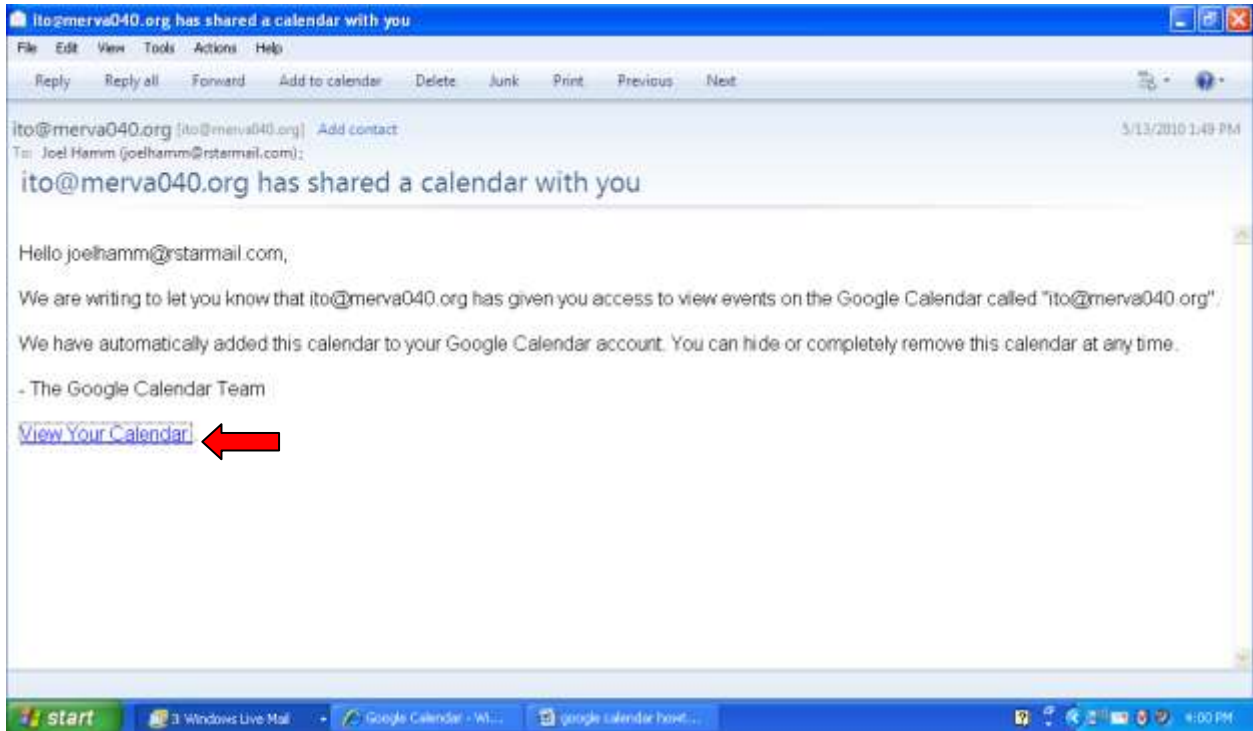 ito@merva040.org has shared a calendar with you
File Edit View Tools Actions Help
Reply Reply all Forward Add to calendar Delete Junk Print Previous Next
ito@merva040.org [ito@merva040.org] Add contact
5/13/2010 1:49 PM
To: Joel Hamm (joelhamm@rstarmail.com);
ito@merva040.org has shared a calendar with you
Hello joelhamm@rstarmail.com,
We are writing to let you know that ito@merva040.org has given you access to view events on the Google Calendar called "ito@merva040.org".
We have automatically added this calendar to your Google Calendar account. You can hide or completely remove this calendar at any time.
- The Google Calendar Team
View Your Calendar
start 3 Windows Live Mail Google Calendar - Wi... google calendar howt... 4:00 PM